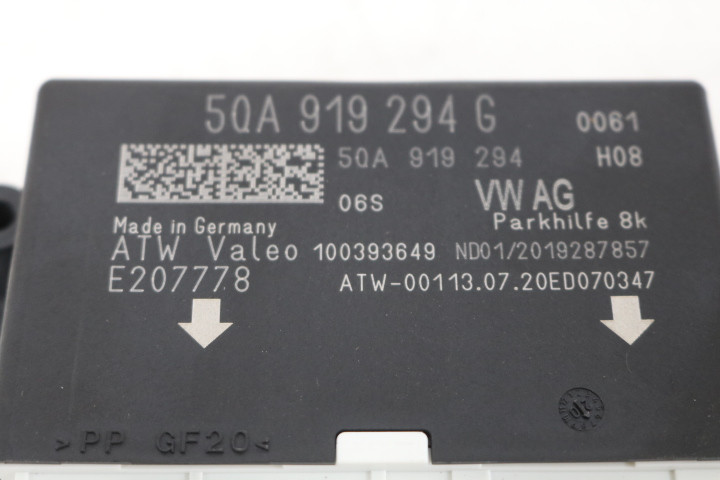 5QA 919 294 G 0061
5QA 919 294 H08
06S VW AG
Parkhilfe 8k
Made in Germany
ATW Valeo 100393649 ND01/2019287857
E207778 ATW-00113.07.20ED070347
>PP GF20<